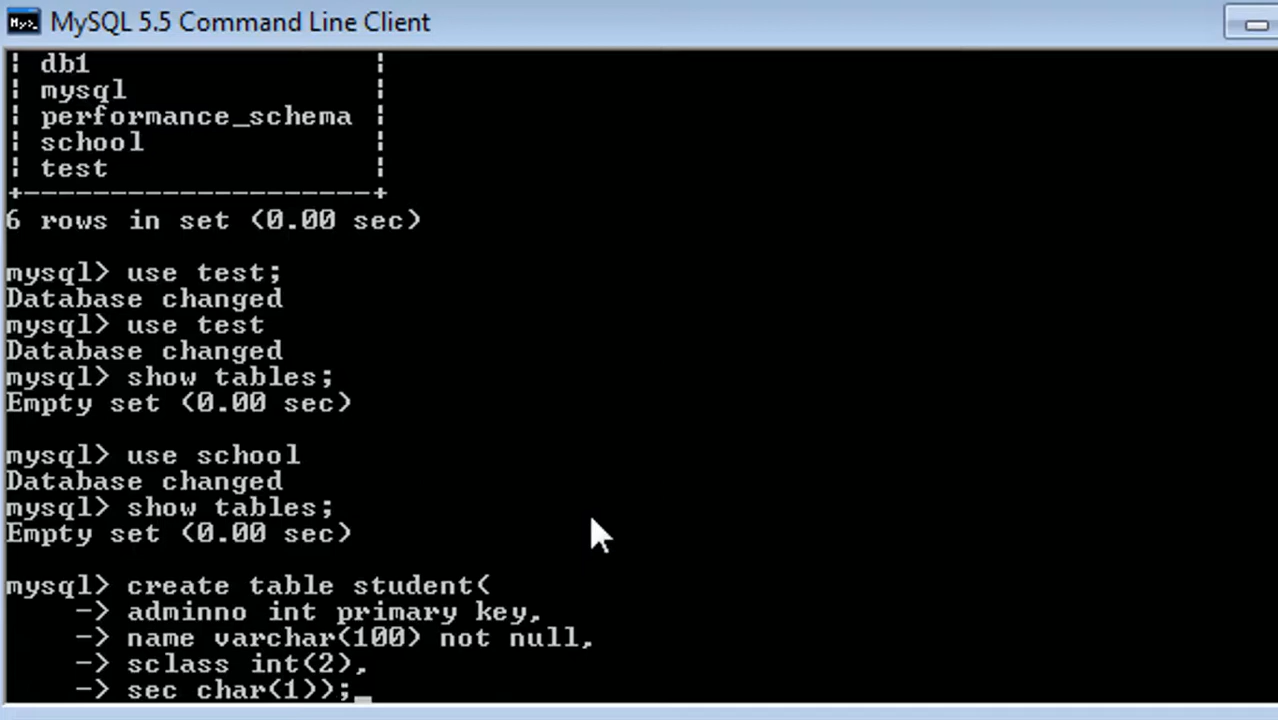 MySQL 5.5 Command Line Client
| db1 |
| mysql |
| performance_schema |
| school |
| test |
+--------------------+
6 rows in set (0.00 sec)
mysql> use test;
Database changed
mysql> use test
Database changed
mysql> show tables;
Empty set (0.00 sec)
mysql> use school
Database changed
mysql> show tables;
Empty set (0.00 sec)
mysql> create table student(
-> adminno int primary key,
-> name varchar(100) not null,
-> sclass int(2),
-> sec char(1));_